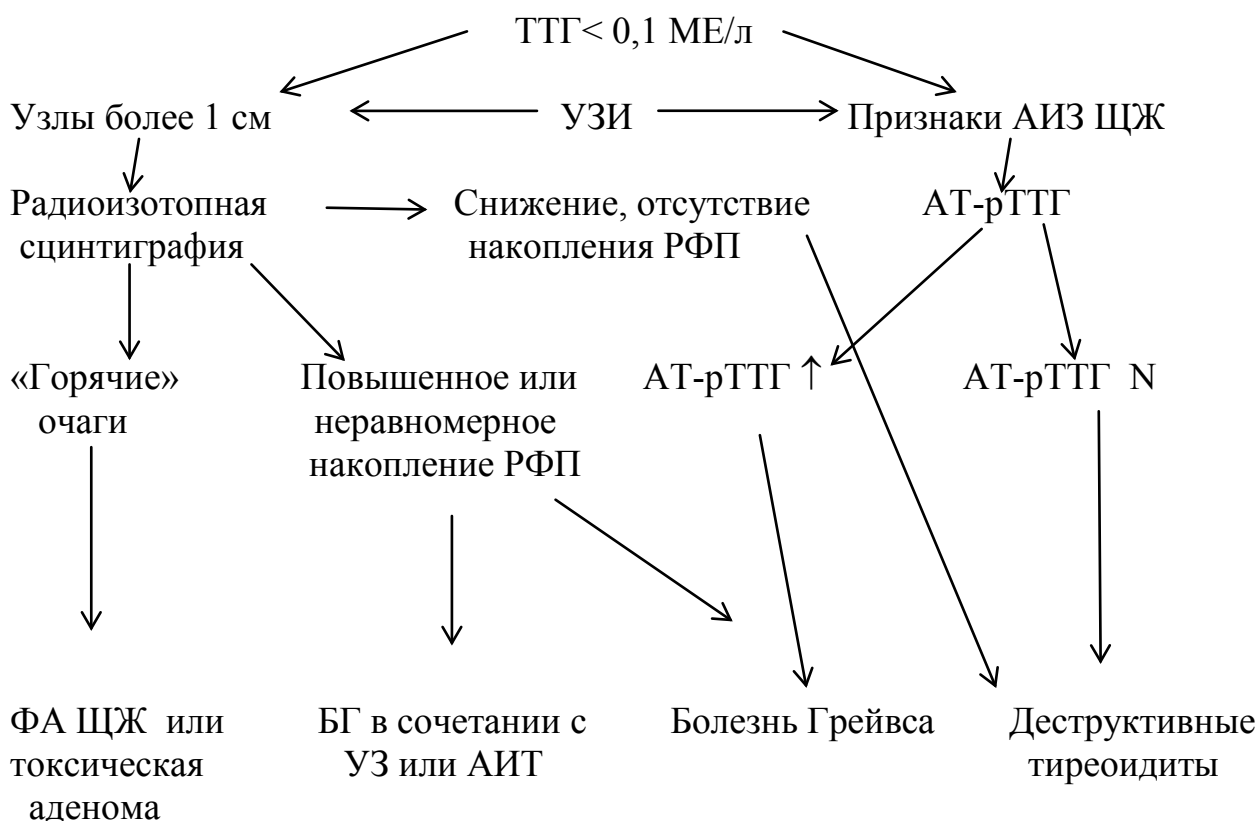 ТТГ< 0,1 МЕ/л
Узлы более 1 см
УЗИ
Признаки АИЗ ЩЖ
Радиоизотопная
сцинтиграфия
Снижение, отсутствие
накопления РФП
АТ-рТТГ
«Горячие»
очаги
Повышенное или
неравномерное
накопление РФП
АТ-рТТГ ↑
АТ-рТТГ N
ФА ЩЖ или
токсическая
аденома
БГ в сочетании с
УЗ или АИТ
Болезнь Грейвса
Деструктивные
тиреоидиты